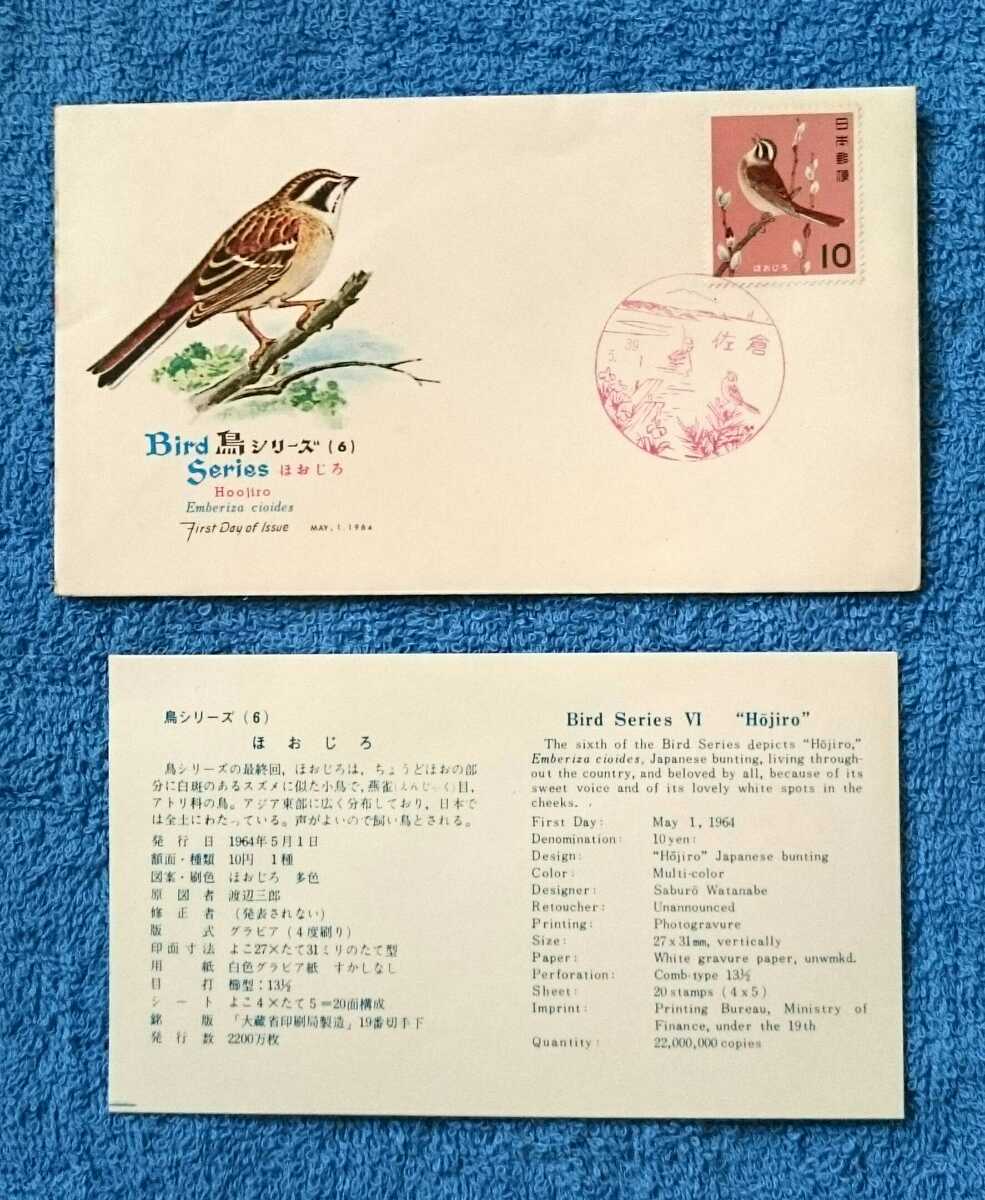 日本郵便
10
ほおじろ
佐倉
39
5. 1
Bird 鳥シリーズ (6)
Series ほおじろ
Hoojiro
Emberiza cioides
First Day of Issue MAY, 1. 1964
鳥シリーズ (6)
ほおじろ
鳥シリーズの最終回,ほおじろは,ちょうどほおの部
分に白斑のあるスズメに似た小鳥で,燕雀(えんじゃく)目,
アトリ科の鳥。アジア東部に広く分布しており,日本で
は全土にわたっている。声がよいので飼い鳥とされる。
発行日 1964年5月1日
額面・種類 10円 1種
図案・刷色 ほおじろ 多色
原図者 渡辺三郎
修正者 (発表されない)
版式 グラビア (4度刷り)
印面寸法 よこ27×たて31ミリのたて型
用紙 白色グラビア紙 すかしなし
目打 櫛型:13½
シート よこ4×たて5=20面構成
銘版 「大蔵省印刷局製造」19番切手下
発行数 2200万枚
Bird Series VI "Hōjiro"
The sixth of the Bird Series depicts "Hōjiro,"
Emberiza cioides, Japanese bunting, living through-
out the country, and beloved by all, because of its
sweet voice and of its lovely white spots in the
cheeks. .
First Day: May 1, 1964
Denomination: 10 yen:
Design: "Hōjiro" Japanese bunting
Color: Multi-color
Designer: Saburō Watanabe
Retoucher: Unannounced
Printing: Photogravure
Size: 27 x 31mm, vertically
Paper: White gravure paper, unwmkd.
Perforation: Comb-type 13½
Sheet: 20 stamps (4 x 5)
Imprint: Printing Bureau, Ministry of
Finance, under the 19th
Quantity: 22,000,000 copies